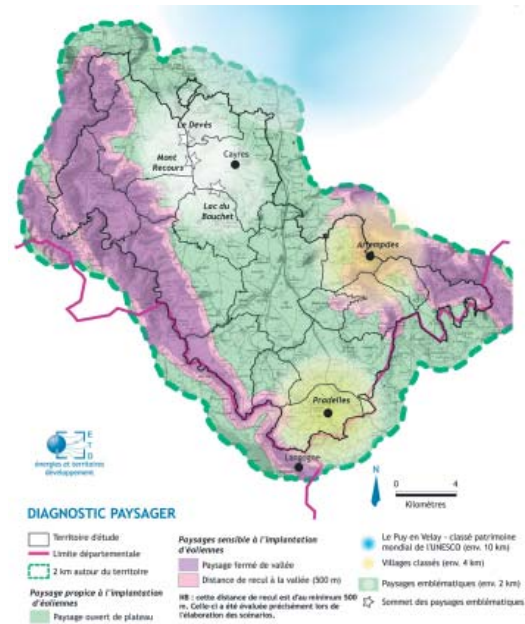 Le Devès
Mont
Recours
Cayres
Lac du
Bouchet
Arlempdes
Pradelles
Langogne
E
T
D
énergies et territoires
développement
N
0 4
Kilomètres
DIAGNOSTIC PAYSAGER
Territoire d'étude
Limite départementale
2 km autour du territoire
Paysage propice à l'implantation
d'éoliennes
Paysage ouvert de plateau
Paysages sensible à l'implantation
d'éoliennes
Paysage fermé de vallée
Distance de recul à la vallée (500 m)
NB : cette distance de recul est d'au minimum 500
m. Celle-ci a été évaluée précisément lors de
l'élaboration des scénarios.
Le Puy en Velay - classé patrimoine
mondial de l'UNESCO (env. 10 km)
Villages classés (env. 4 km)
Paysages emblématiques (env. 2 km)
Sommet des paysages emblématiques